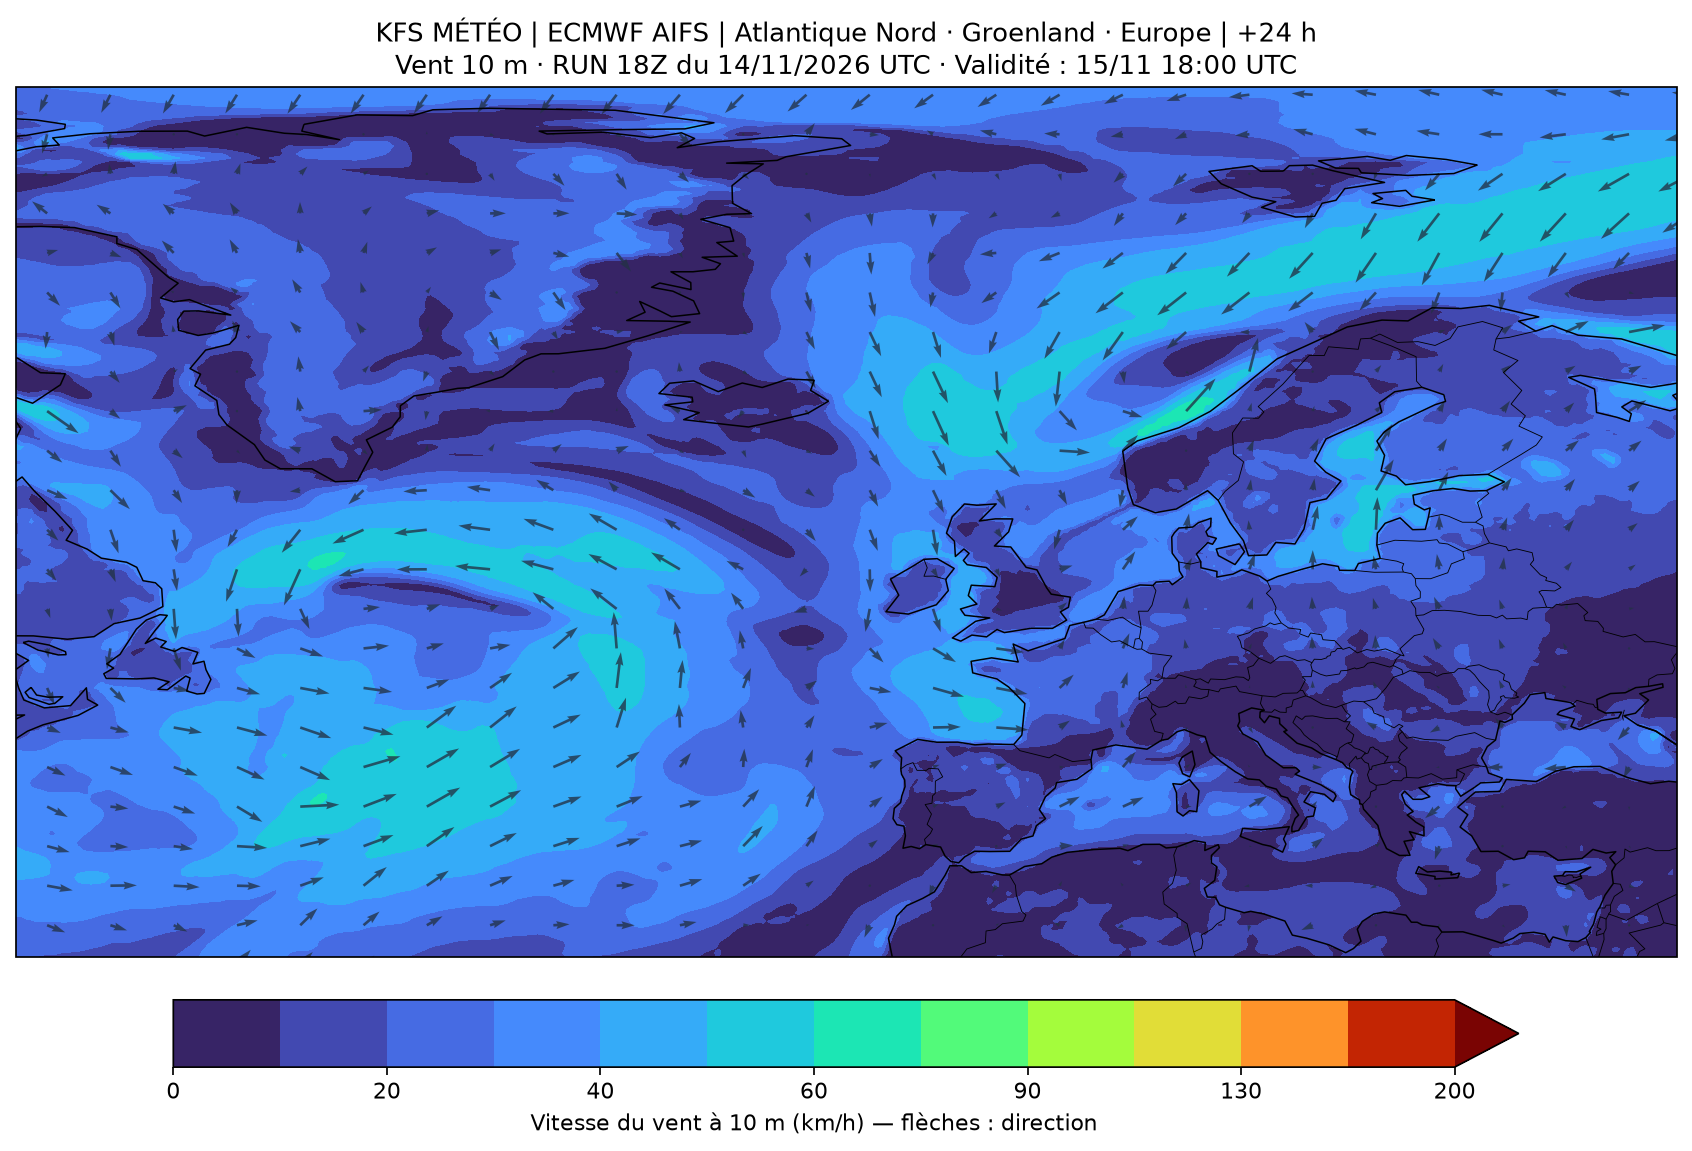 KFS MÉTÉO | ECMWF AIFS | Atlantique Nord · Groenland · Europe | +24 h
Vent 10 m · RUN 18Z du 14/11/2026 UTC · Validité : 15/11 18:00 UTC
0 20 40 60 90 130 200
Vitesse du vent à 10 m (km/h) — flèches : direction